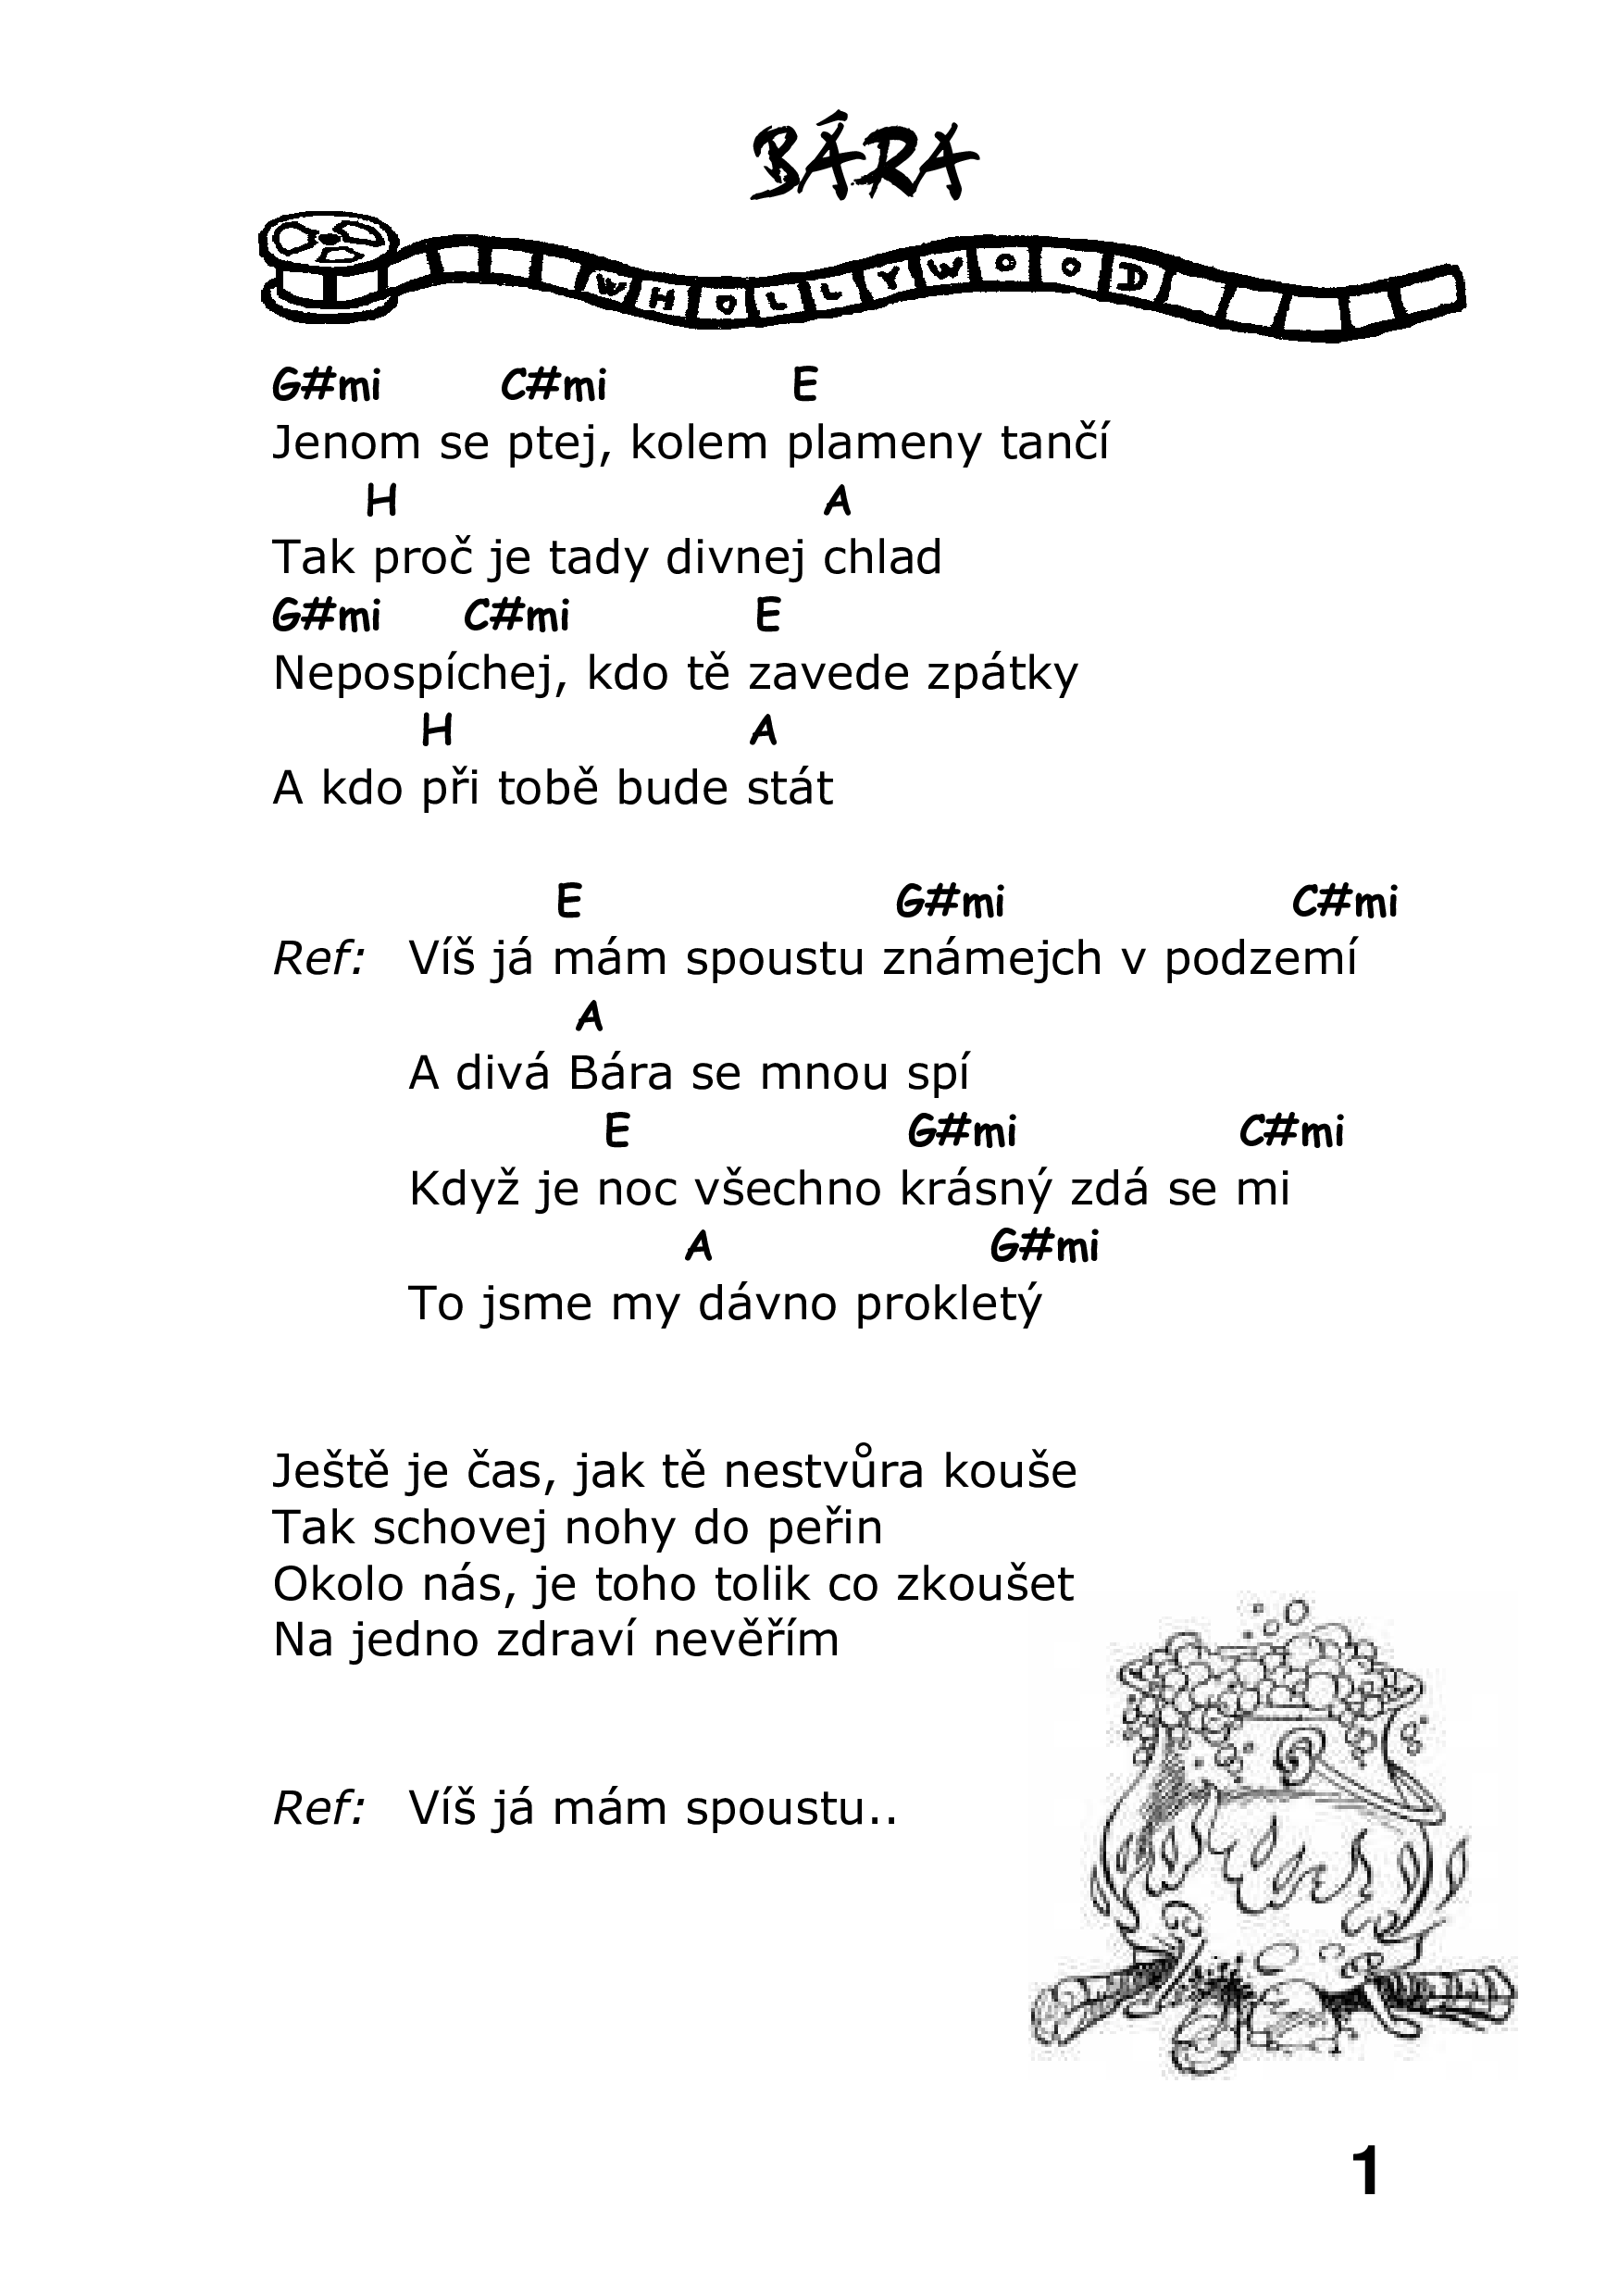 BÁRA
WHOLLYWOOD
G#mi C#mi E
Jenom se ptej, kolem plameny tančí
H A
Tak proč je tady divnej chlad
G#mi C#mi E
Nepospíchej, kdo tě zavede zpátky
H A
A kdo při tobě bude stát
E G#mi C#mi
Ref: Víš já mám spoustu známejch v podzemí
A
A divá Bára se mnou spí
E G#mi C#mi
Když je noc všechno krásný zdá se mi
A G#mi
To jsme my dávno prokletý
Ještě je čas, jak tě nestvůra kouše
Tak schovej nohy do peřin
Okolo nás, je toho tolik co zkoušet
Na jedno zdraví nevěřím
Ref: Víš já mám spoustu..
1